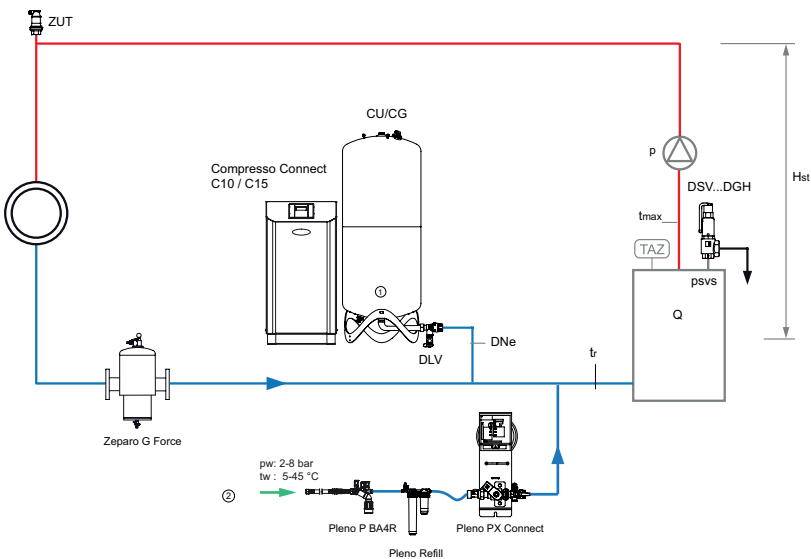 ZUT
CU/CG
Compresso Connect
C10 / C15
p
Hst
DSV...DGH
tmax
TAZ
psvs
1
Q
DNe
DLV
tr
Zeparo G Force
pw: 2-8 bar
tw : 5-45 °C
2
Pleno P BA4R
Pleno PX Connect
Pleno Refill